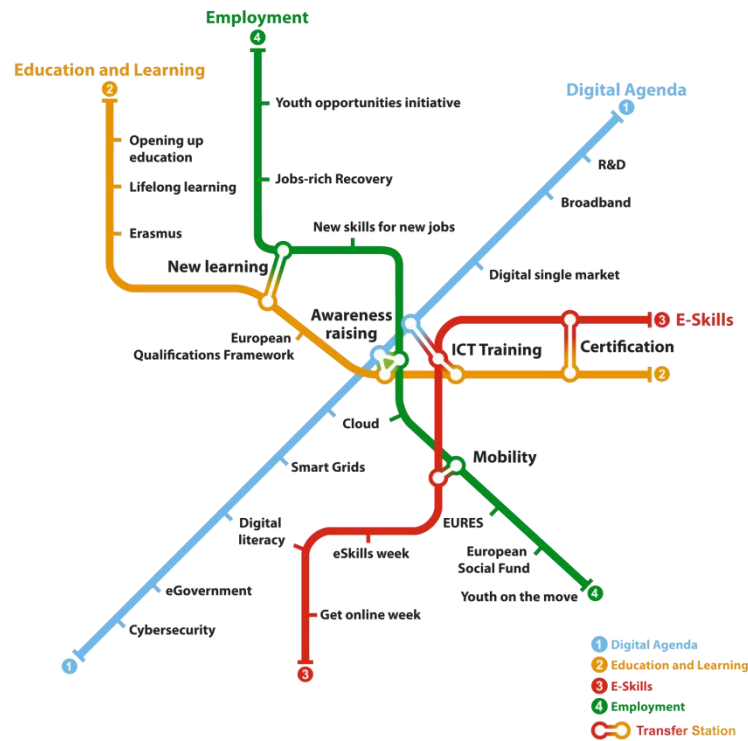 Employment
4
Education and Learning
2
Digital Agenda
1
Youth opportunities initiative
Opening up
education
R&D
Jobs-rich Recovery
Lifelong learning
Broadband
New skills for new jobs
Erasmus
New learning
Digital single market
Awareness
raising
3 E-Skills
European
Qualifications Framework
ICT Training
Certification
2
Cloud
Mobility
Smart Grids
Digital
literacy
EURES
eSkills week
European
Social Fund
eGovernment
Youth on the move
4
Get online week
Cybersecurity
1
3
1 Digital Agenda
2 Education and Learning
3 E-Skills
4 Employment
Transfer Station